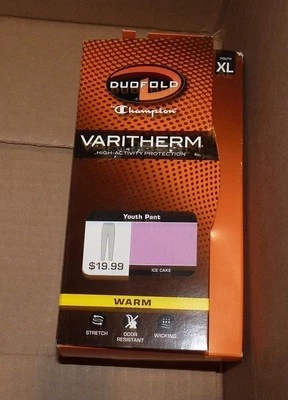 YOUTH
XL
DUOFOLD
Champion
VARITHERM
HIGH-ACTIVITY PROTECTION
Youth Pant
$19.99
ICE CAKE
WARM
STRETCH
ODOR
RESISTANT
WICKING